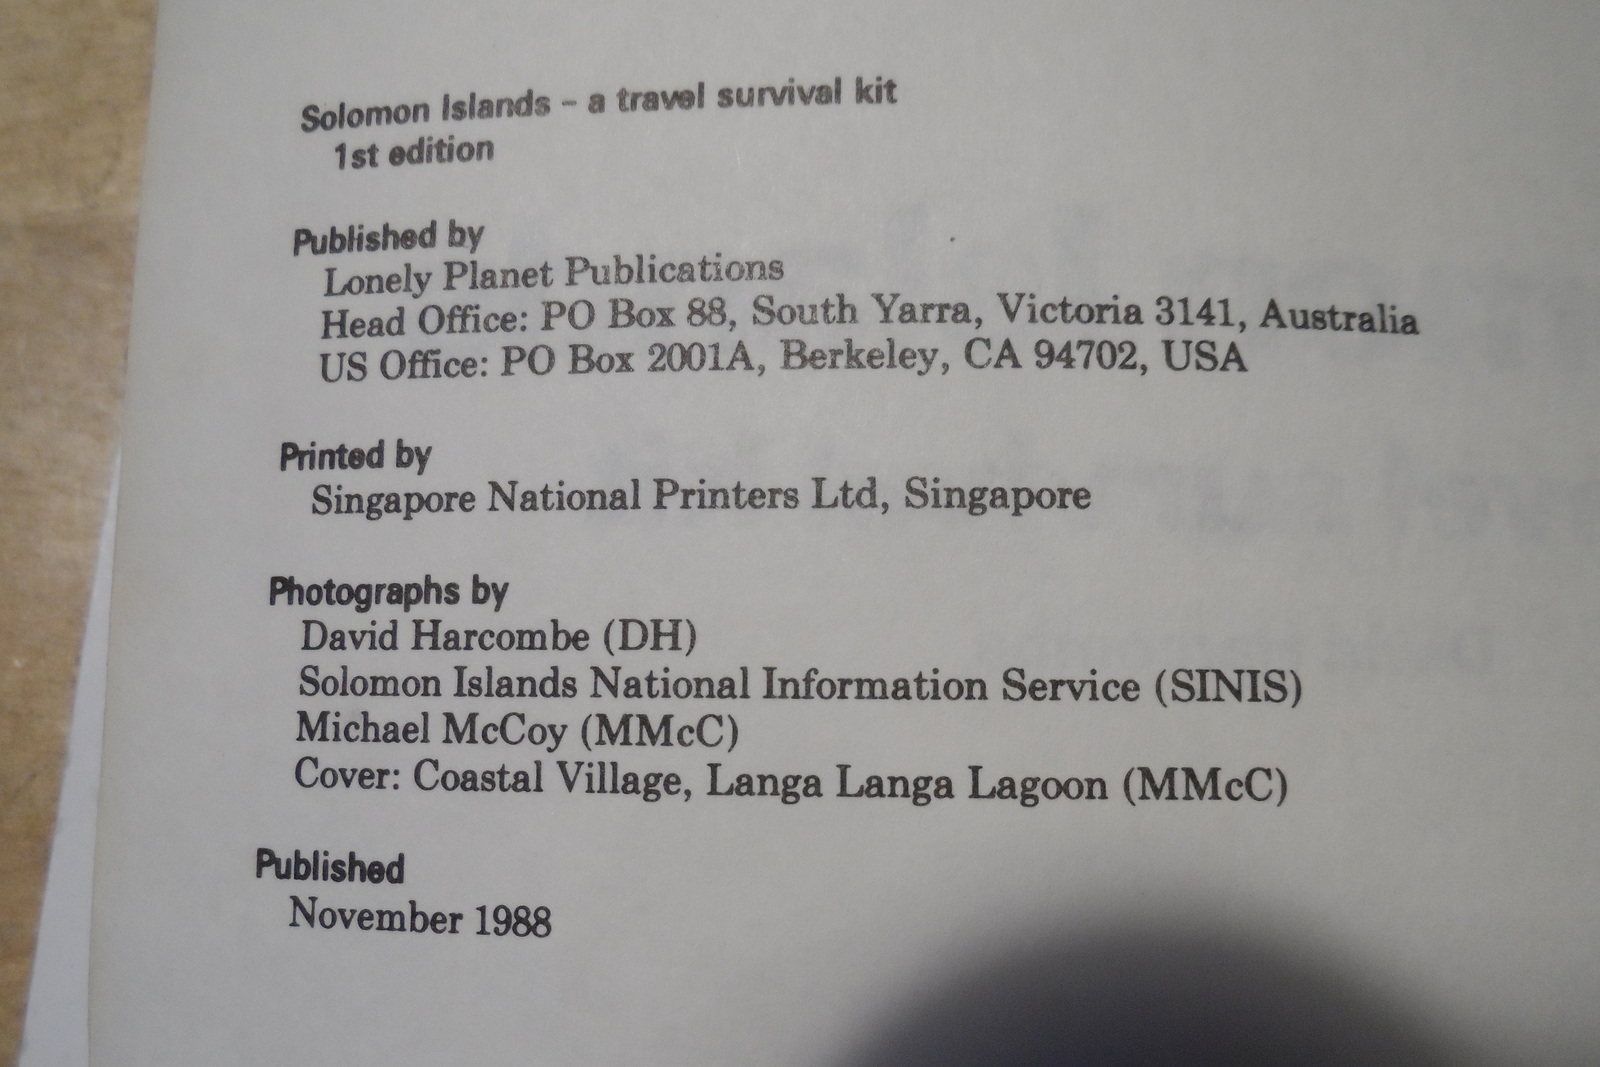 Solomon Islands – a travel survival kit
1st edition
Published by
Lonely Planet Publications
Head Office: PO Box 88, South Yarra, Victoria 3141, Australia
US Office: PO Box 2001A, Berkeley, CA 94702, USA
Printed by
Singapore National Printers Ltd, Singapore
Photographs by
David Harcombe (DH)
Solomon Islands National Information Service (SINIS)
Michael McCoy (MMcC)
Cover: Coastal Village, Langa Langa Lagoon (MMcC)
Published
November 1988